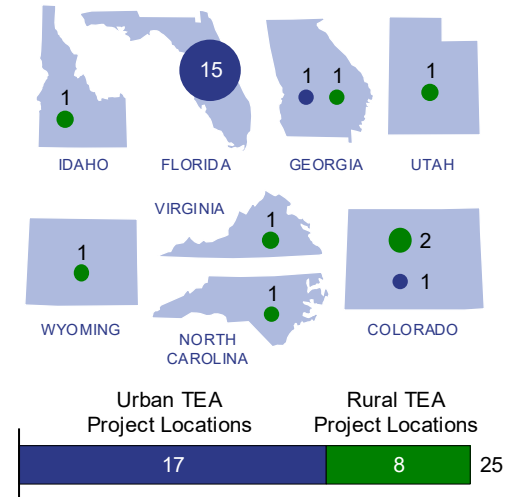 15
1
1 1
1
IDAHO
FLORIDA
GEORGIA
UTAH
VIRGINIA
1
1
2
1
1
WYOMING
NORTH
CAROLINA
COLORADO
Urban TEA
Project Locations
Rural TEA
Project Locations
17
8
25